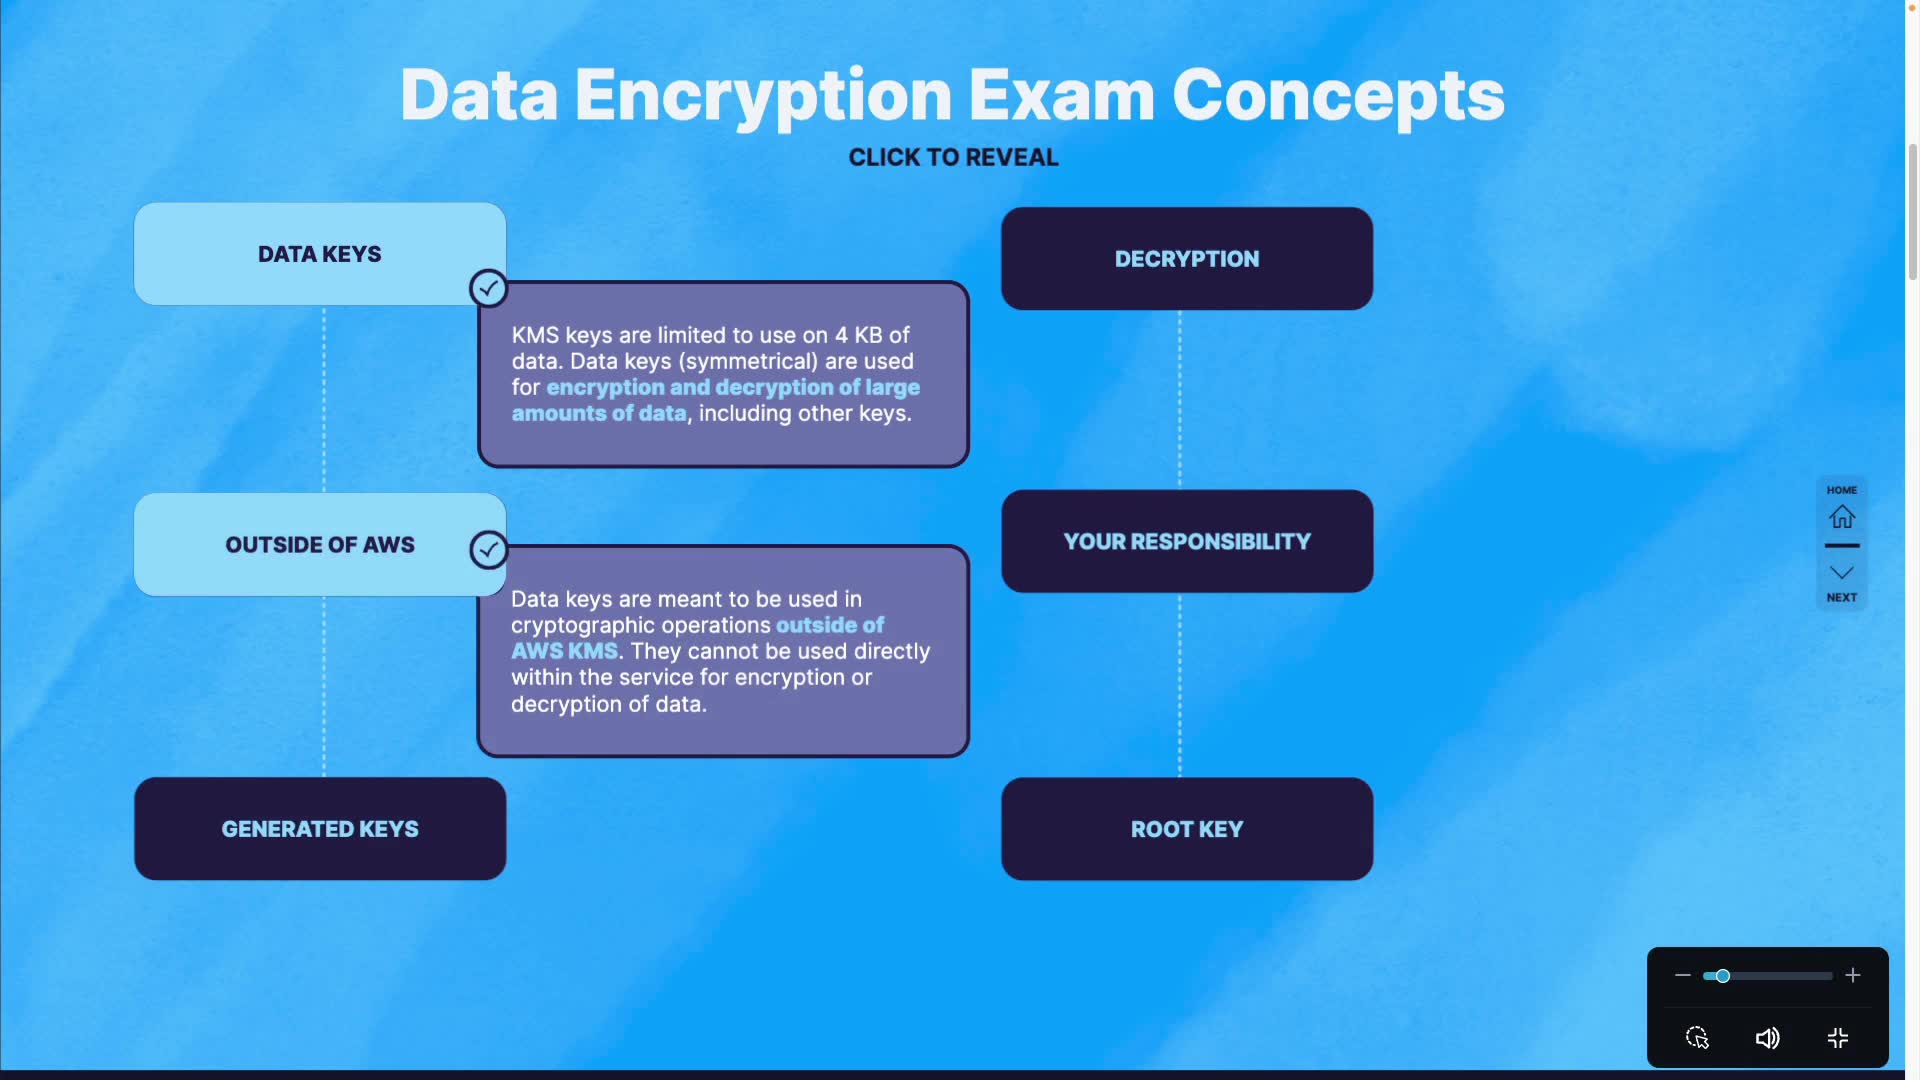 Data Encryption Exam Concepts
CLICK TO REVEAL
DATA KEYS
KMS keys are limited to use on 4 KB of
data. Data keys (symmetrical) are used
for encryption and decryption of large
amounts of data, including other keys.
OUTSIDE OF AWS
Data keys are meant to be used in
cryptographic operations outside of
AWS KMS. They cannot be used directly
within the service for encryption or
decryption of data.
GENERATED KEYS
DECRYPTION
YOUR RESPONSIBILITY
ROOT KEY
HOME
NEXT